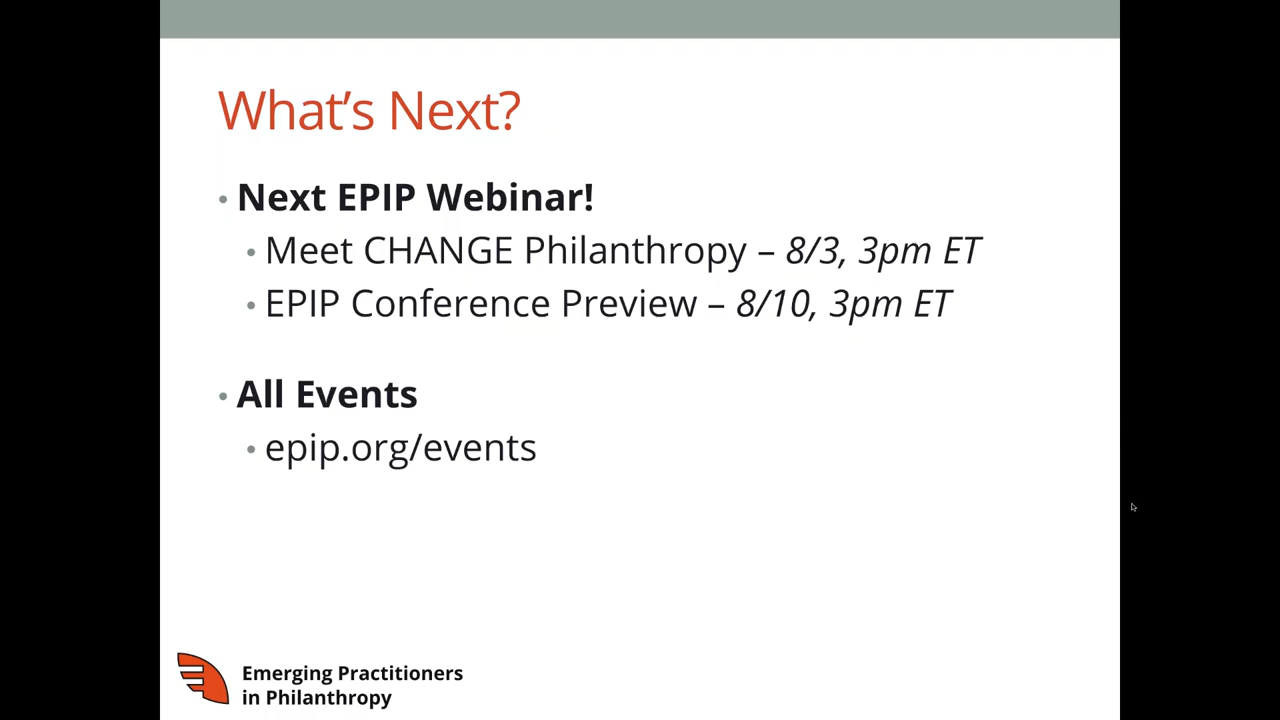 What’s Next?
• Next EPIP Webinar!
• Meet CHANGE Philanthropy – 8/3, 3pm ET
• EPIP Conference Preview – 8/10, 3pm ET
• All Events
• epip.org/events
Emerging Practitioners
in Philanthropy